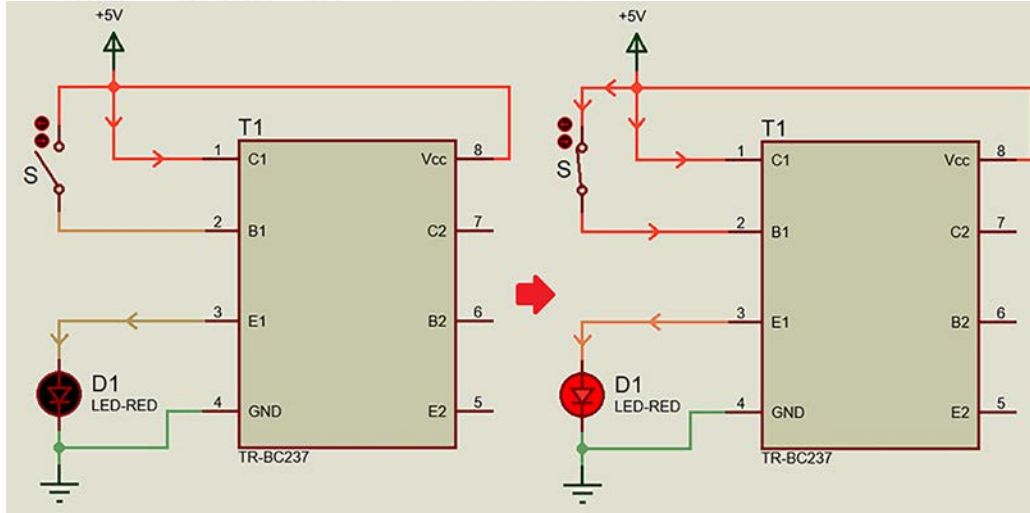 +5V
T1
1 C1 Vcc 8
S
2 B1 C2 7
3 E1 B2 6
D1
LED-RED
4 GND E2 5
TR-BC237
+5V
T1
1 C1 Vcc 8
S
2 B1 C2 7
3 E1 B2 6
D1
LED-RED
4 GND E2 5
TR-BC237